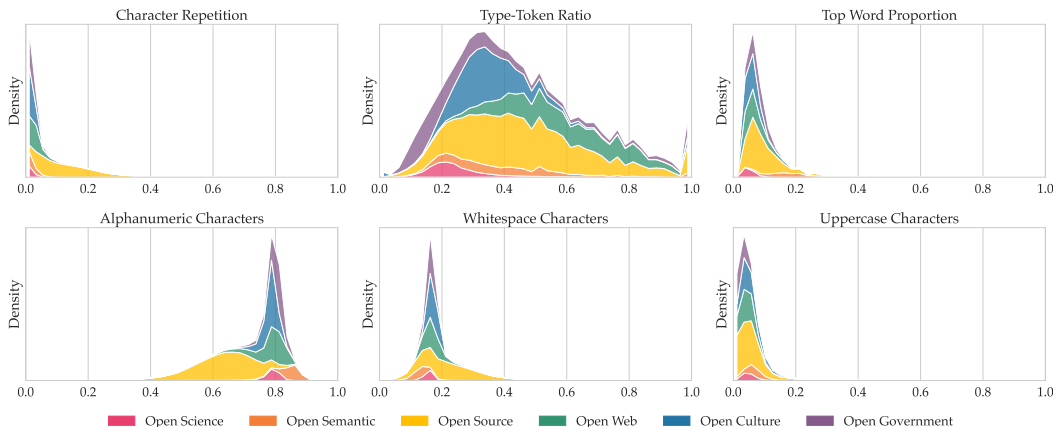 Character Repetition
Type-Token Ratio
Top Word Proportion
Density
Density
Density
0.0 0.2 0.4 0.6 0.8 1.0
0.0 0.2 0.4 0.6 0.8 1.0
0.0 0.2 0.4 0.6 0.8 1.0
Alphanumeric Characters
Whitespace Characters
Uppercase Characters
Density
Density
Density
0.0 0.2 0.4 0.6 0.8 1.0
0.0 0.2 0.4 0.6 0.8 1.0
0.0 0.2 0.4 0.6 0.8 1.0
Open Science
Open Semantic
Open Source
Open Web
Open Culture
Open Government